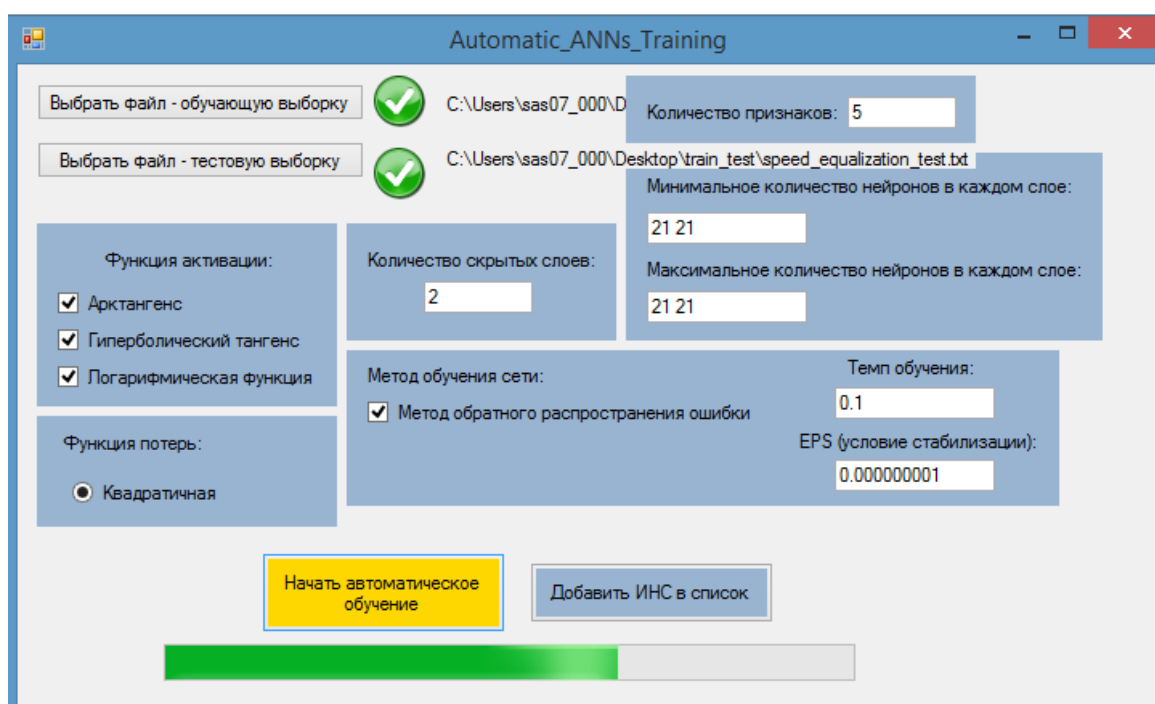 Automatic_ANNs_Training
Выбрать файл - обучающую выборку
C:\Users\sas07_000\D
Количество признаков: 5
Выбрать файл - тестовую выборку
C:\Users\sas07_000\Desktop\train_test\speed_equalization_test.txt
Минимальное количество нейронов в каждом слое:
21 21
Максимальное количество нейронов в каждом слое:
21 21
Функция активации:
Арктангенс
Гиперболический тангенс
Логарифмическая функция
Количество скрытых слоев:
2
Функция потерь:
Квадратичная
Метод обучения сети:
Метод обратного распространения ошибки
Темп обучения:
0.1
EPS (условие стабилизации):
0.000000001
Начать автоматическое
обучение
Добавить ИНС в список